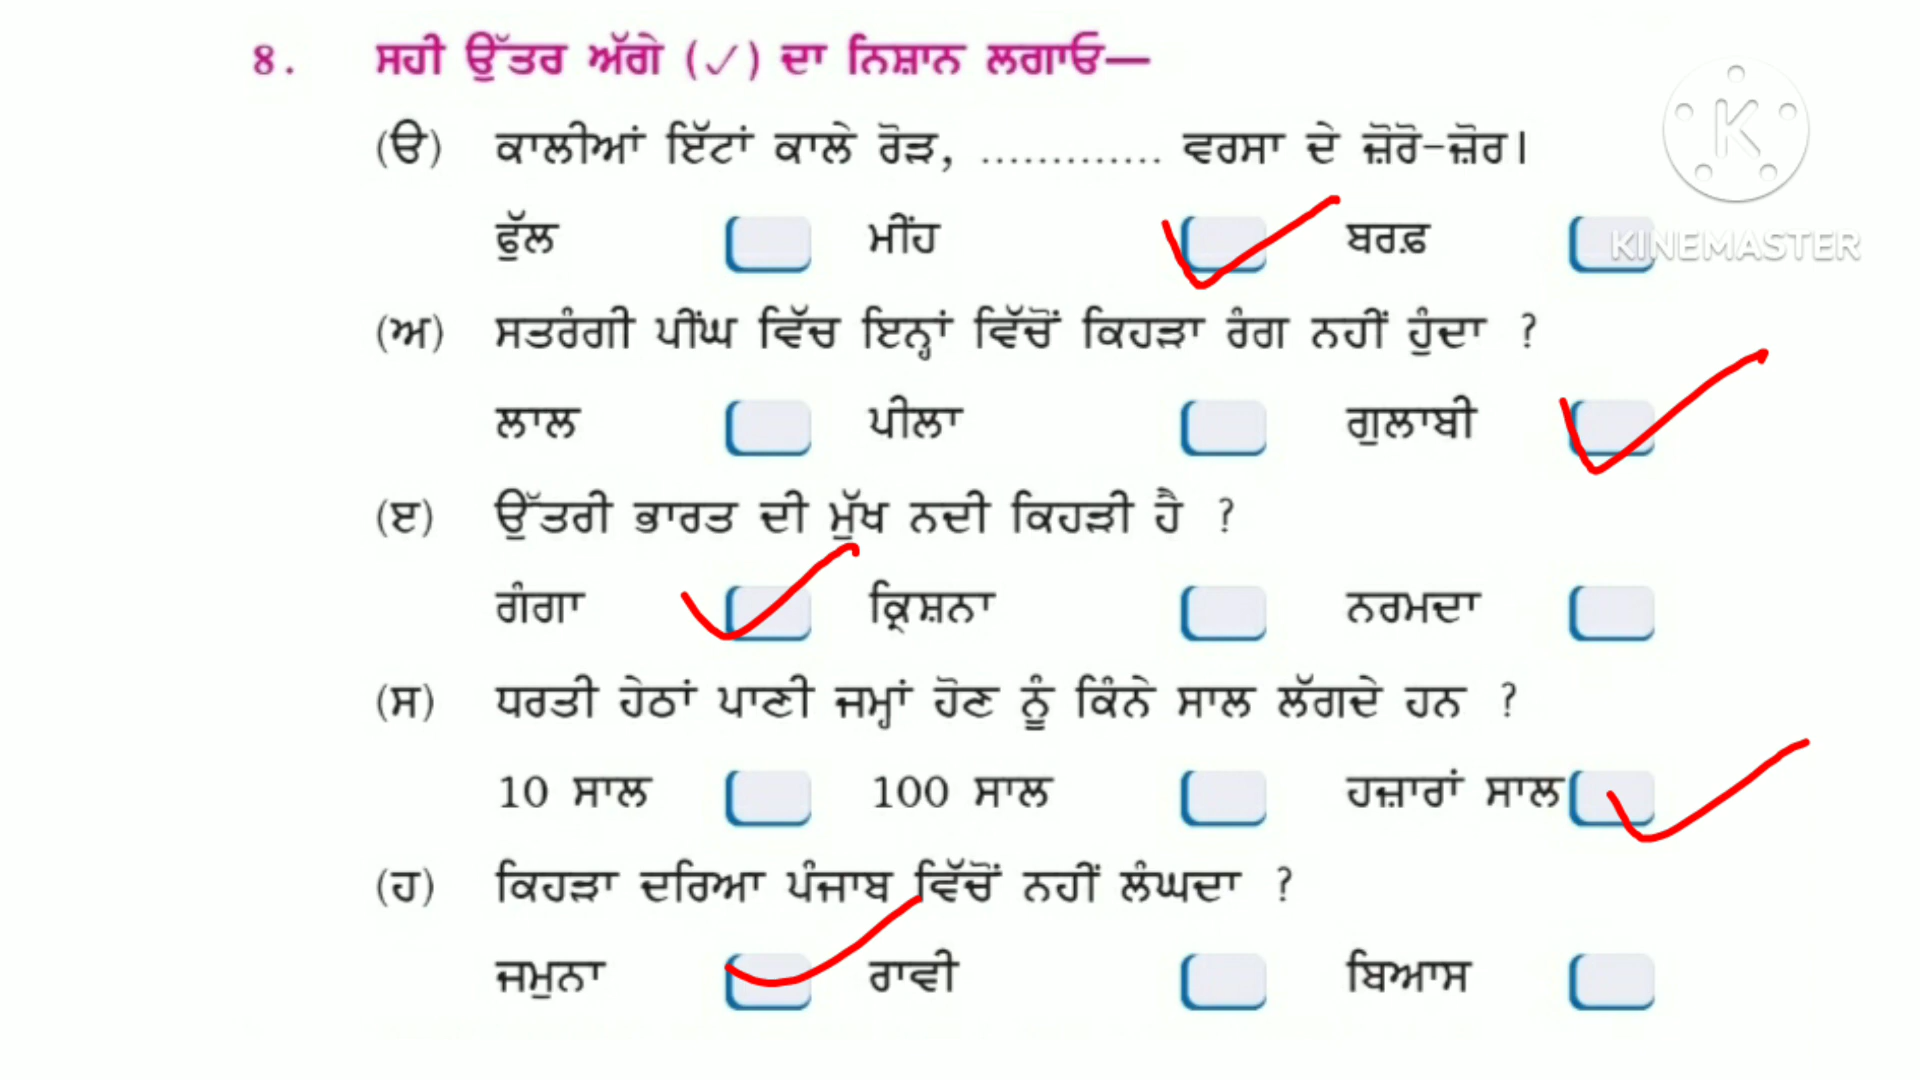 8. ਸਹੀ ਉੱਤਰ ਅੱਗੇ (✓) ਦਾ ਨਿਸ਼ਾਨ ਲਗਾਓ—
(ੳ) ਕਾਲੀਆਂ ਇੱਟਾਂ ਕਾਲੇ ਰੋੜ, ............. ਵਰਸਾ ਦੇ ਜ਼ੋਰੋ-ਜ਼ੋਰ।
ਫੁੱਲ ਮੀਂਹ ਬਰਫ਼
KINEMASTER
(ਅ) ਸਤਰੰਗੀ ਪੀਂਘ ਵਿੱਚ ਇਨ੍ਹਾਂ ਵਿੱਚੋਂ ਕਿਹੜਾ ਰੰਗ ਨਹੀਂ ਹੁੰਦਾ ?
ਲਾਲ ਪੀਲਾ ਗੁਲਾਬੀ
(ੲ) ਉੱਤਰੀ ਭਾਰਤ ਦੀ ਮੁੱਖ ਨਦੀ ਕਿਹੜੀ ਹੈ ?
ਗੰਗਾ ਕ੍ਰਿਸ਼ਨਾ ਨਰਮਦਾ
(ਸ) ਧਰਤੀ ਹੇਠਾਂ ਪਾਣੀ ਜਮ੍ਹਾਂ ਹੋਣ ਨੂੰ ਕਿੰਨੇ ਸਾਲ ਲੱਗਦੇ ਹਨ ?
10 ਸਾਲ 100 ਸਾਲ ਹਜ਼ਾਰਾਂ ਸਾਲ
(ਹ) ਕਿਹੜਾ ਦਰਿਆ ਪੰਜਾਬ ਵਿੱਚੋਂ ਨਹੀਂ ਲੰਘਦਾ ?
ਜਮੁਨਾ ਰਾਵੀ ਬਿਆਸ